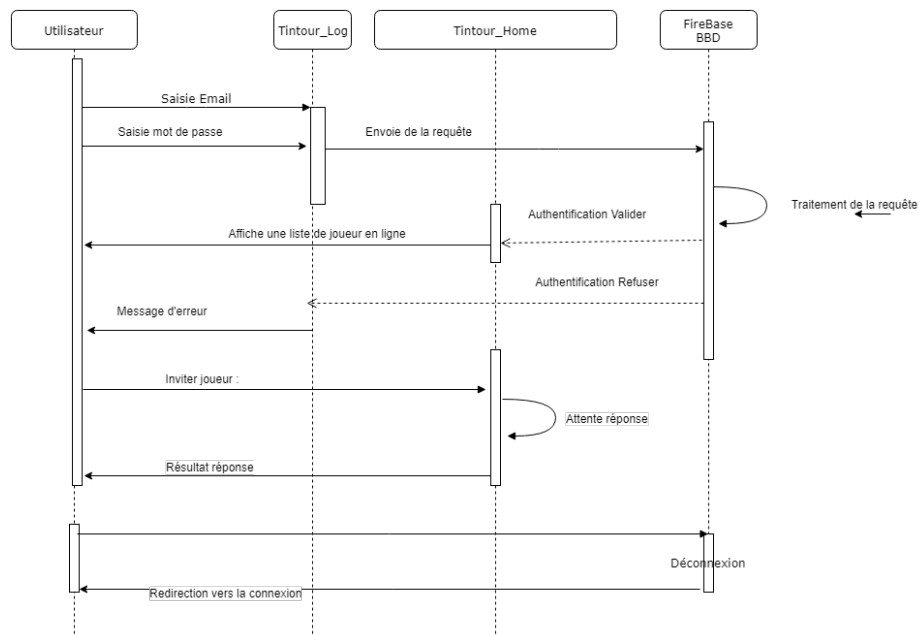 Utilisateur
Tintour_Log
Tintour_Home
FireBase
BBD
Saisie Email
Saisie mot de passe
Envoie de la requête
Traitement de la requête
Authentification Valider
Affiche une liste de joueur en ligne
Authentification Refuser
Message d'erreur
Inviter joueur :
Attente réponse
Résultat réponse
Déconnexion
Redirection vers la connexion